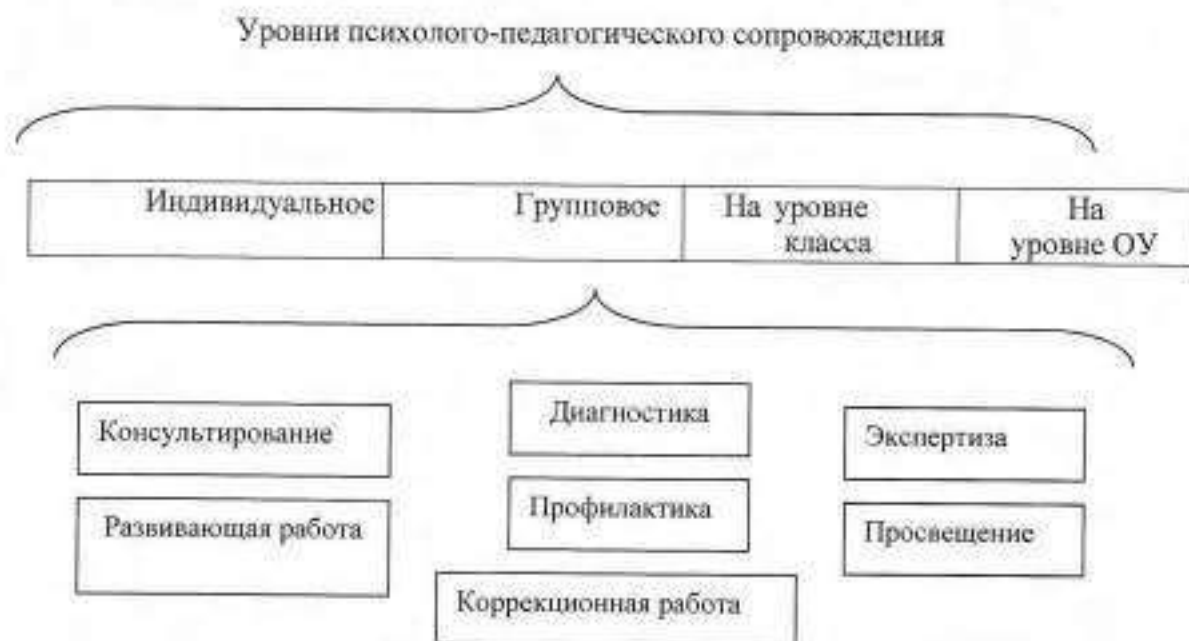 Уровни психолого-педагогического сопровождения
Индивидуальное
Групповое
На уровне
класса
На
уровне ОУ
Консультирование
Диагностика
Экспертиза
Развивающая работа
Профилактика
Просвещение
Коррекционная работа